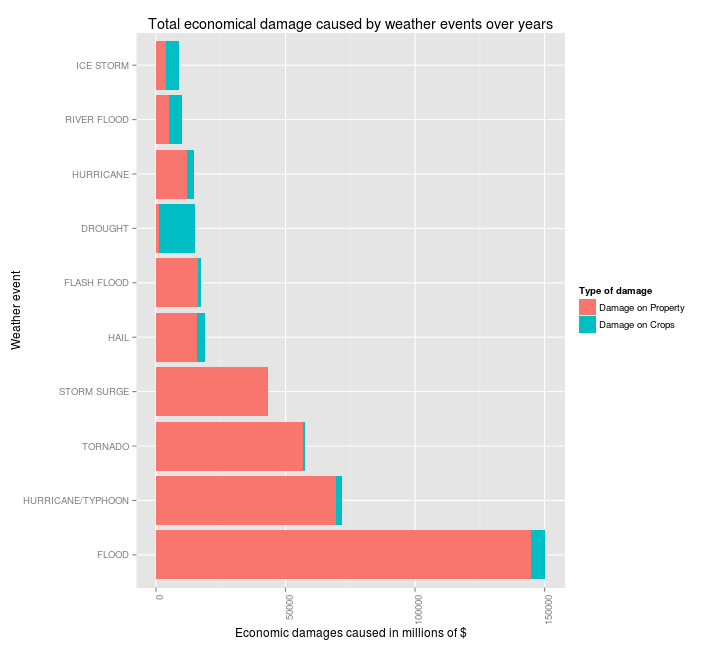 Total economical damage caused by weather events over years
ICE STORM
RIVER FLOOD
HURRICANE
DROUGHT
FLASH FLOOD
HAIL
STORM SURGE
TORNADO
HURRICANE/TYPHOON
FLOOD
Weather event
0
50000
100000
150000
Economic damages caused in millions of $
Type of damage
Damage on Property
Damage on Crops